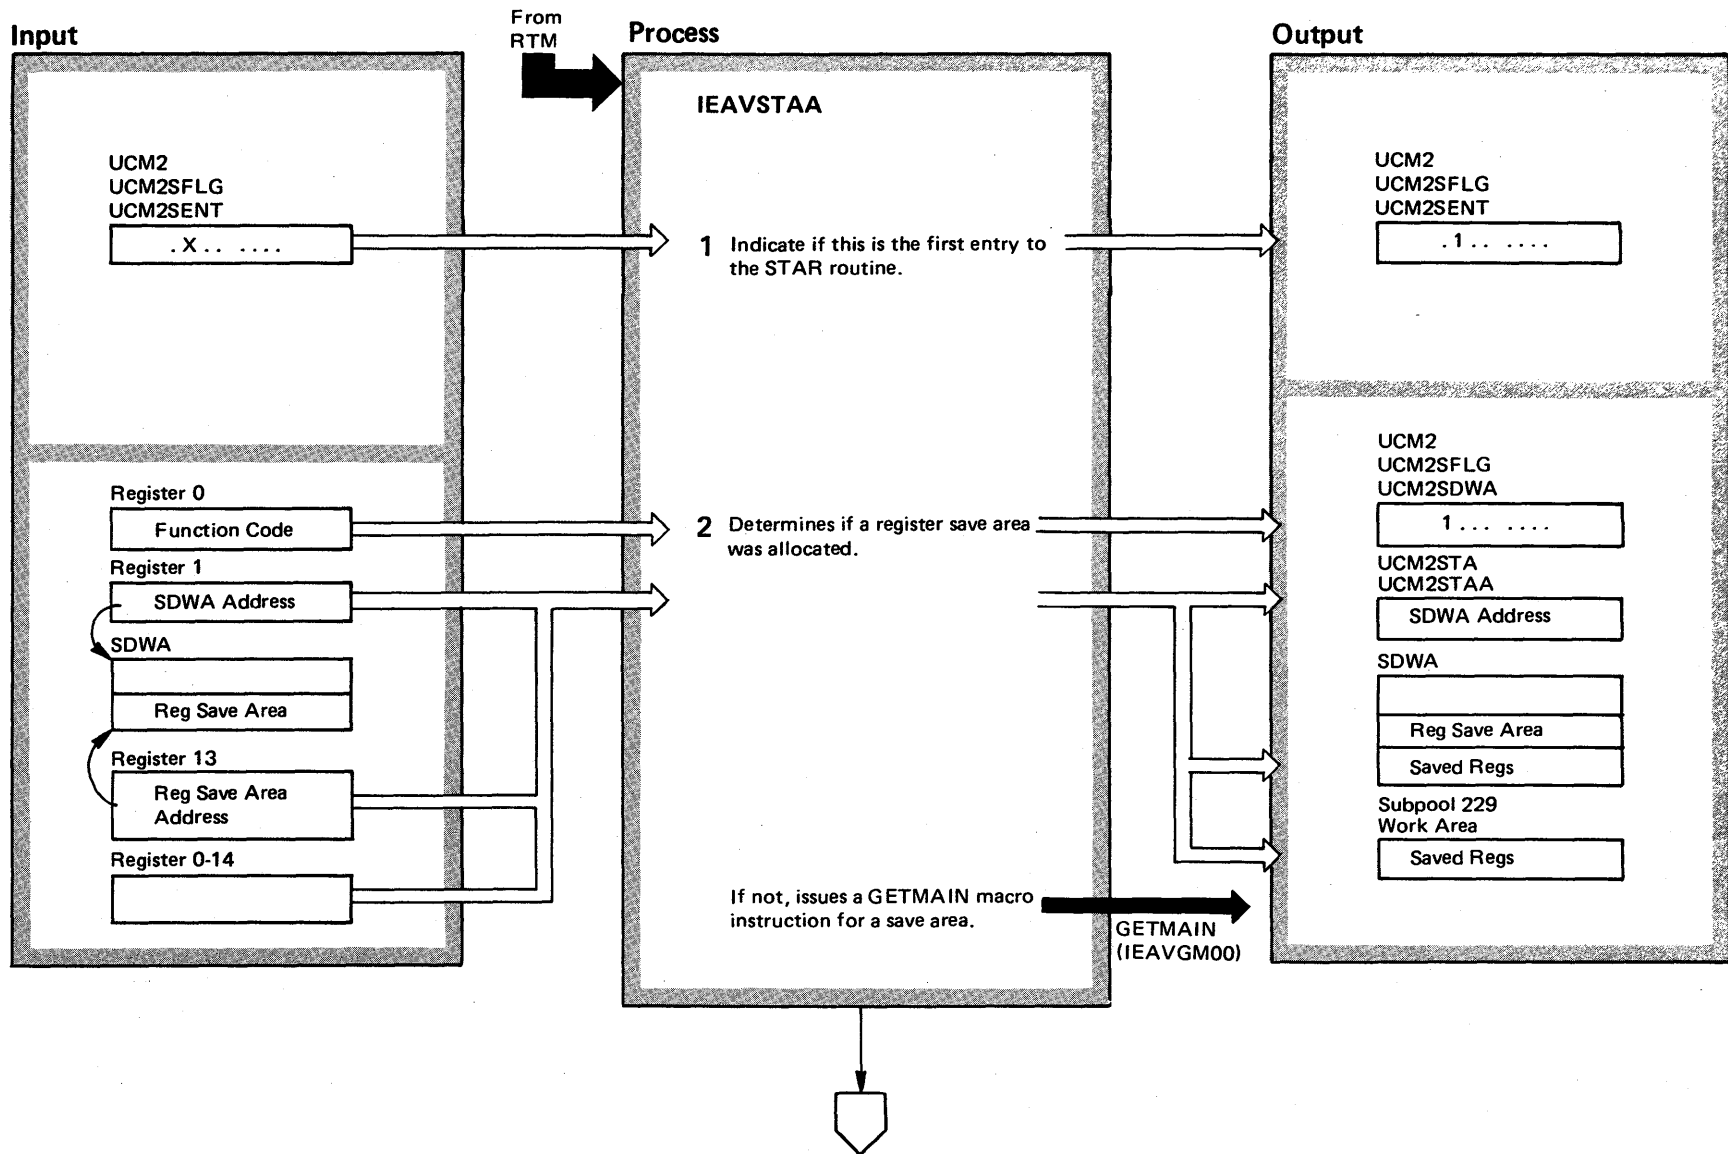 Input
From
RTM
Process
Output
IEAVSTAA
UCM2
UCM2SFLG
UCM2SENT
.X.. ....
1 Indicate if this is the first entry to
the STAR routine.
UCM2
UCM2SFLG
UCM2SENT
.1.. ....
Register 0
Function Code
Register 1
SDWA Address
SDWA
Reg Save Area
Register 13
Reg Save Area
Address
Register 0-14
2 Determines if a register save area
was allocated.
If not, issues a GETMAIN macro
instruction for a save area.
GETMAIN
(IEAVGM00)
UCM2
UCM2SFLG
UCM2SDWA
1... ....
UCM2STA
UCM2STAA
SDWA Address
SDWA
Reg Save Area
Saved Regs
Subpool 229
Work Area
Saved Regs